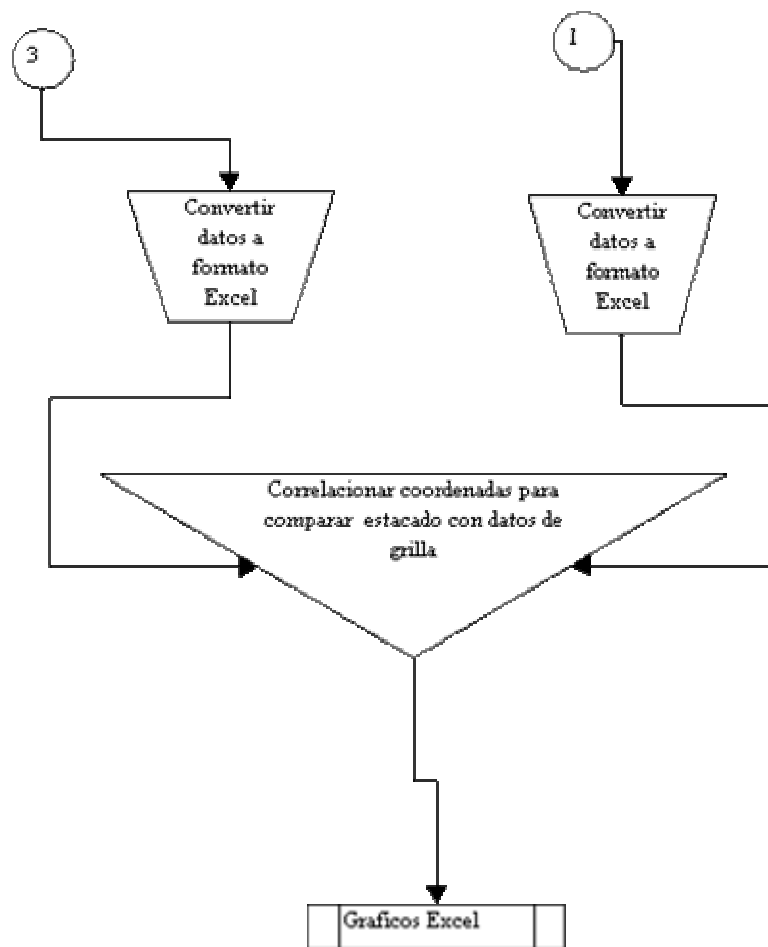 3
1
Convertir
datos a
formato
Excel
Convertir
datos a
formato
Excel
Correlacionar coordenadas para
comparar estacado con datos de
grilla
Graficos Excel